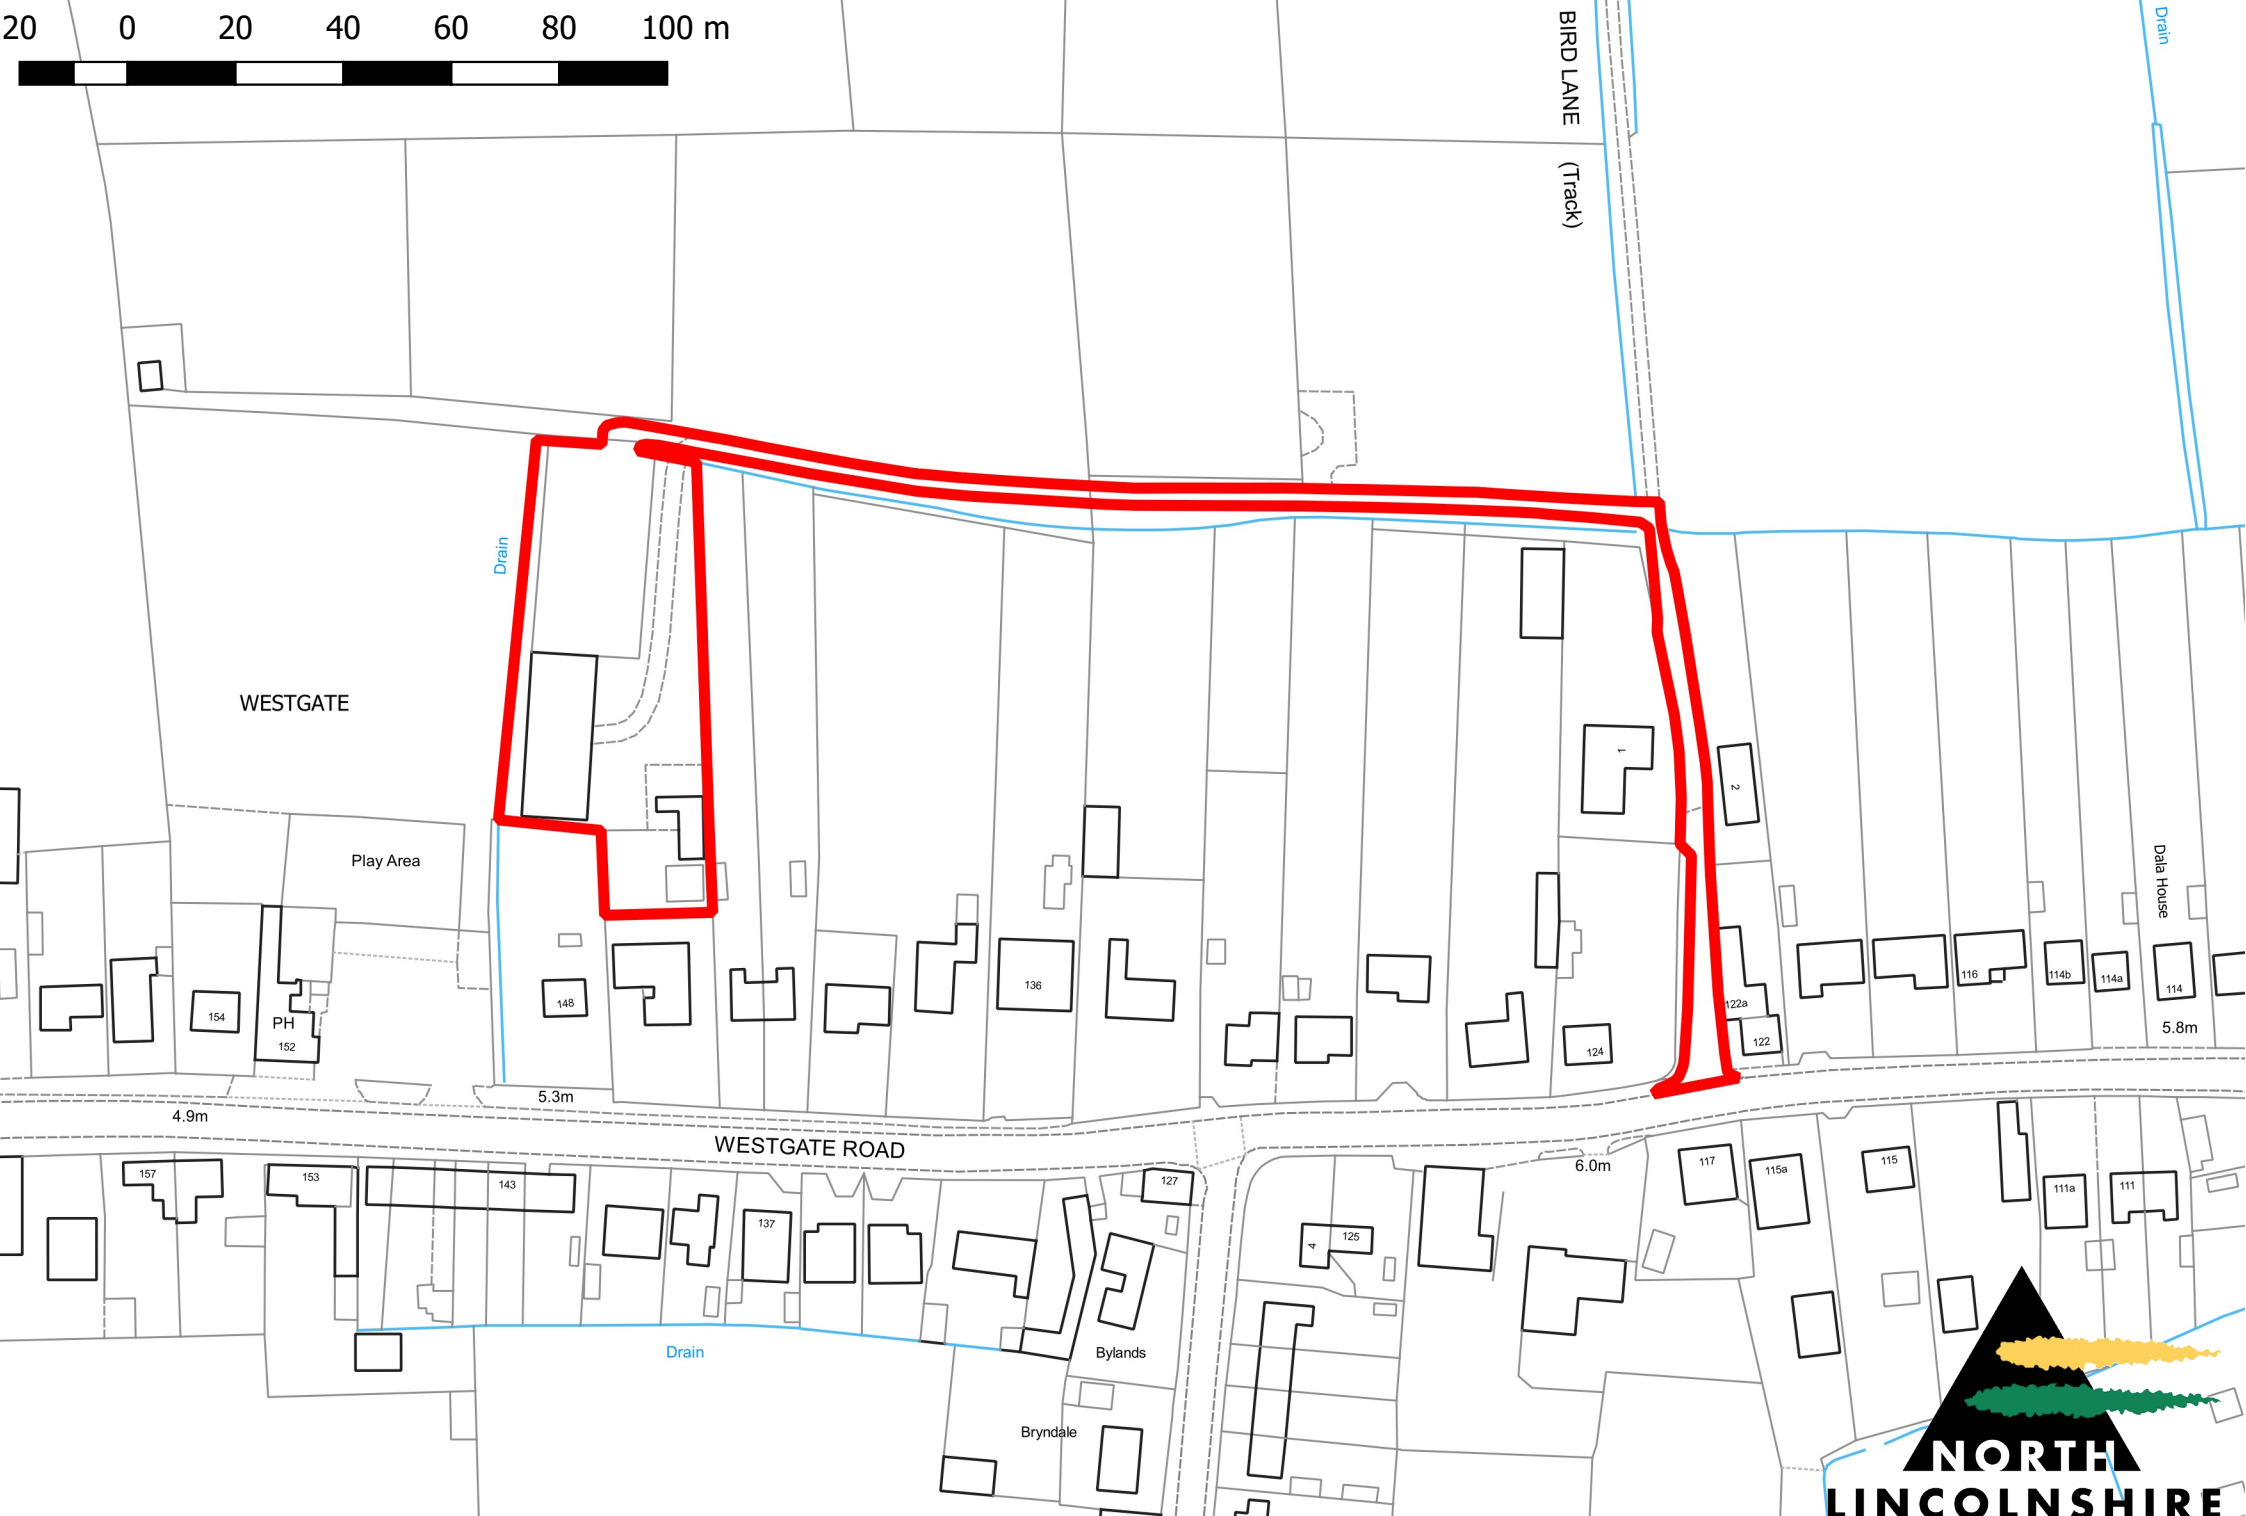 20 0 20 40 60 80 100 m
BIRD LANE (Track)
Drain
Drain
WESTGATE
Play Area
1
2
Dala House
148
136
154
PH
152
122a
122
124
116
114b
114a
114
5.8m
5.3m
4.9m
WESTGATE ROAD
6.0m
157
153
143
137
127
125
4
117
115a
115
111a
111
Drain
Bylands
Bryndale
NORTH
LINCOLNSHIRE